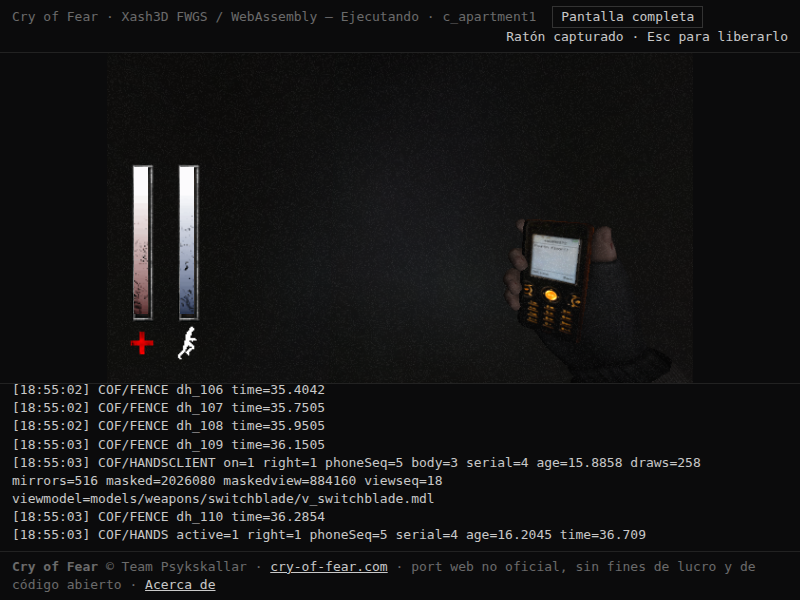 Cry of Fear · Xash3D FWGS / WebAssembly — Ejecutando · c_apartment1
Pantalla completa
Ratón capturado · Esc para liberarlo
[18:55:02] COF/FENCE dh_106 time=35.4042
[18:55:02] COF/FENCE dh_107 time=35.7505
[18:55:02] COF/FENCE dh_108 time=35.9505
[18:55:03] COF/FENCE dh_109 time=36.1505
[18:55:03] COF/HANDSCLIENT on=1 right=1 phoneSeq=5 body=3 serial=4 age=15.8858 draws=258
mirrors=516 masked=2026080 maskedview=884160 viewseq=18
viewmodel=models/weapons/switchblade/v_switchblade.mdl
[18:55:03] COF/FENCE dh_110 time=36.2854
[18:55:03] COF/HANDS active=1 right=1 phoneSeq=5 serial=4 age=16.2045 time=36.709
Cry of Fear © Team Psykskallar · cry-of-fear.com · port web no oficial, sin fines de lucro y de
código abierto · Acerca de